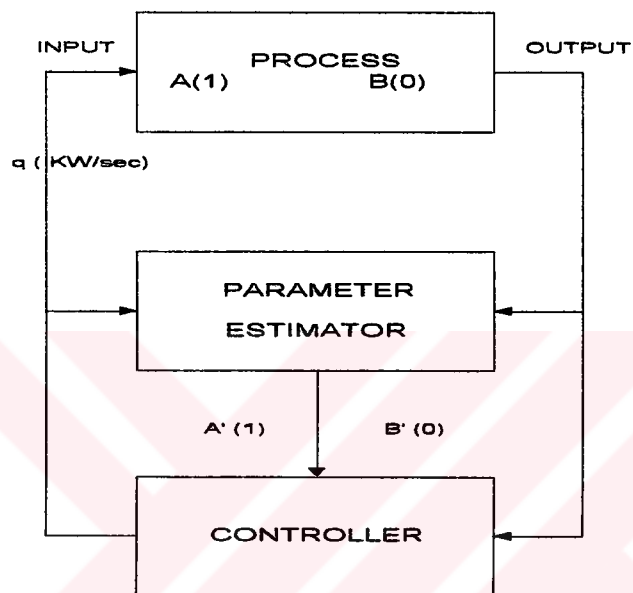 INPUT
PROCESS
OUTPUT
A(1) B(0)
q ( KW/sec)
PARAMETER
ESTIMATOR
A' (1) B' (0)
CONTROLLER